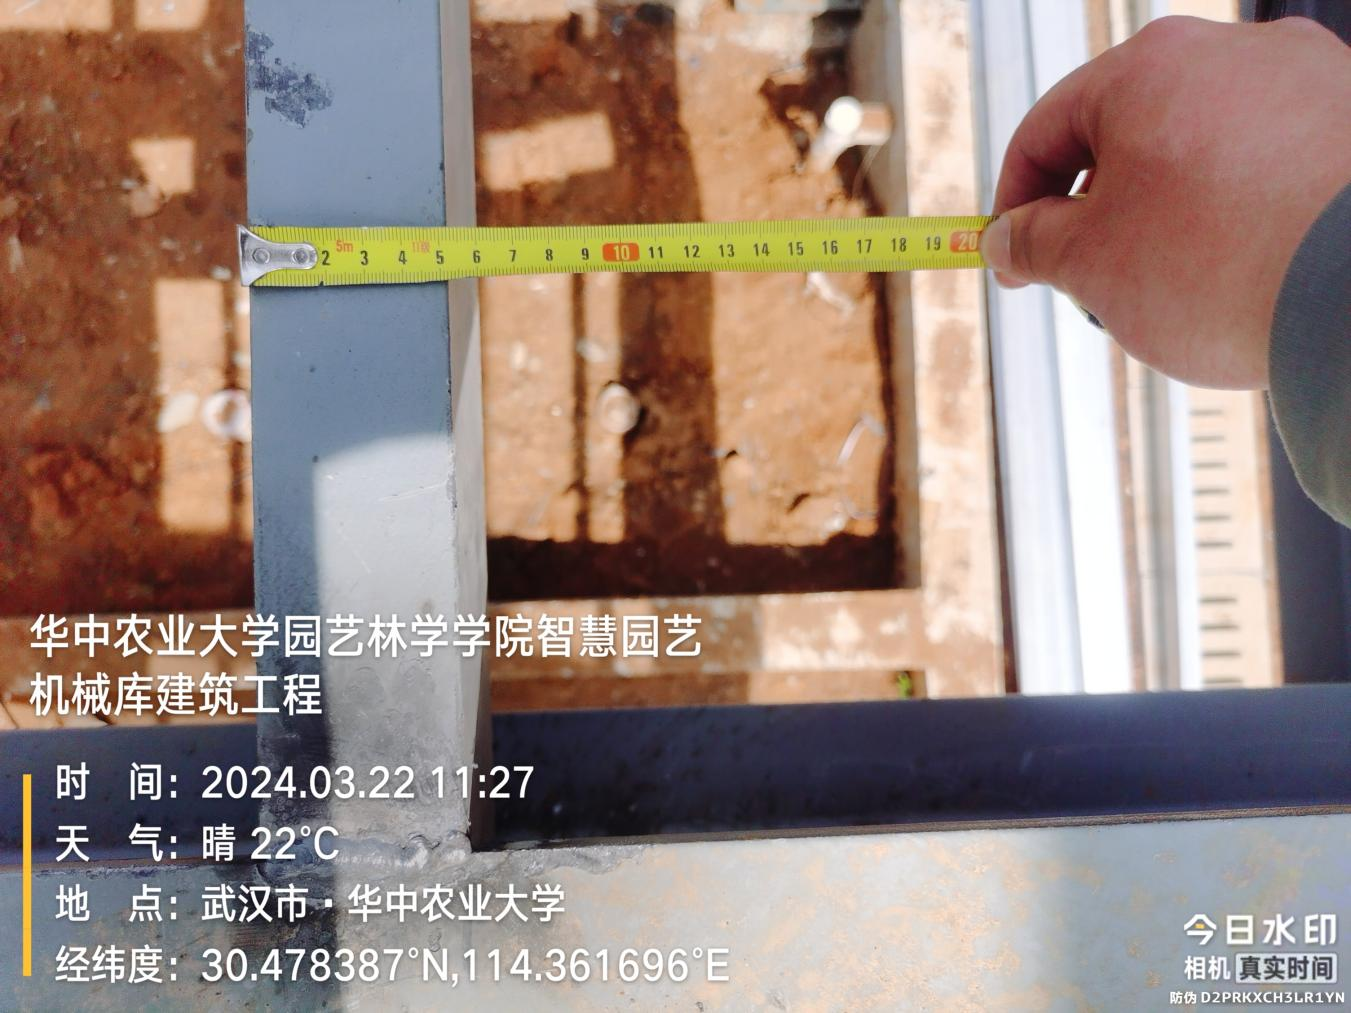 5m
2 3 4 5 6 7 8 9 10 11 12 13 14 15 16 17 18 19 20
华中农业大学园艺林学学院智慧园艺
机械库建筑工程
时 间：2024.03.22 11:27
天 气：晴 22°C
地 点：武汉市·华中农业大学
经纬度：30.478387°N,114.361696°E
今日水印
相机 真实时间
防伪 D2PRKXCH3LR1YN